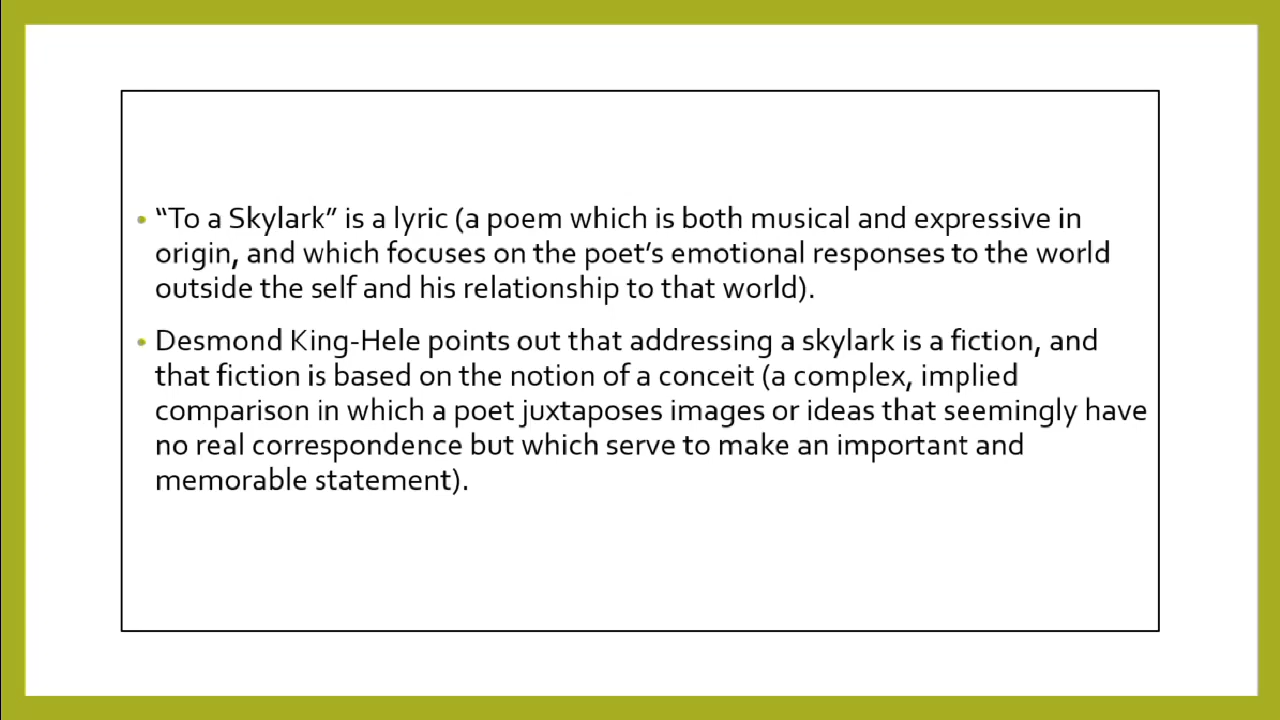 • “To a Skylark” is a lyric (a poem which is both musical and expressive in
origin, and which focuses on the poet’s emotional responses to the world
outside the self and his relationship to that world).
• Desmond King-Hele points out that addressing a skylark is a fiction, and
that fiction is based on the notion of a conceit (a complex, implied
comparison in which a poet juxtaposes images or ideas that seemingly have
no real correspondence but which serve to make an important and
memorable statement).